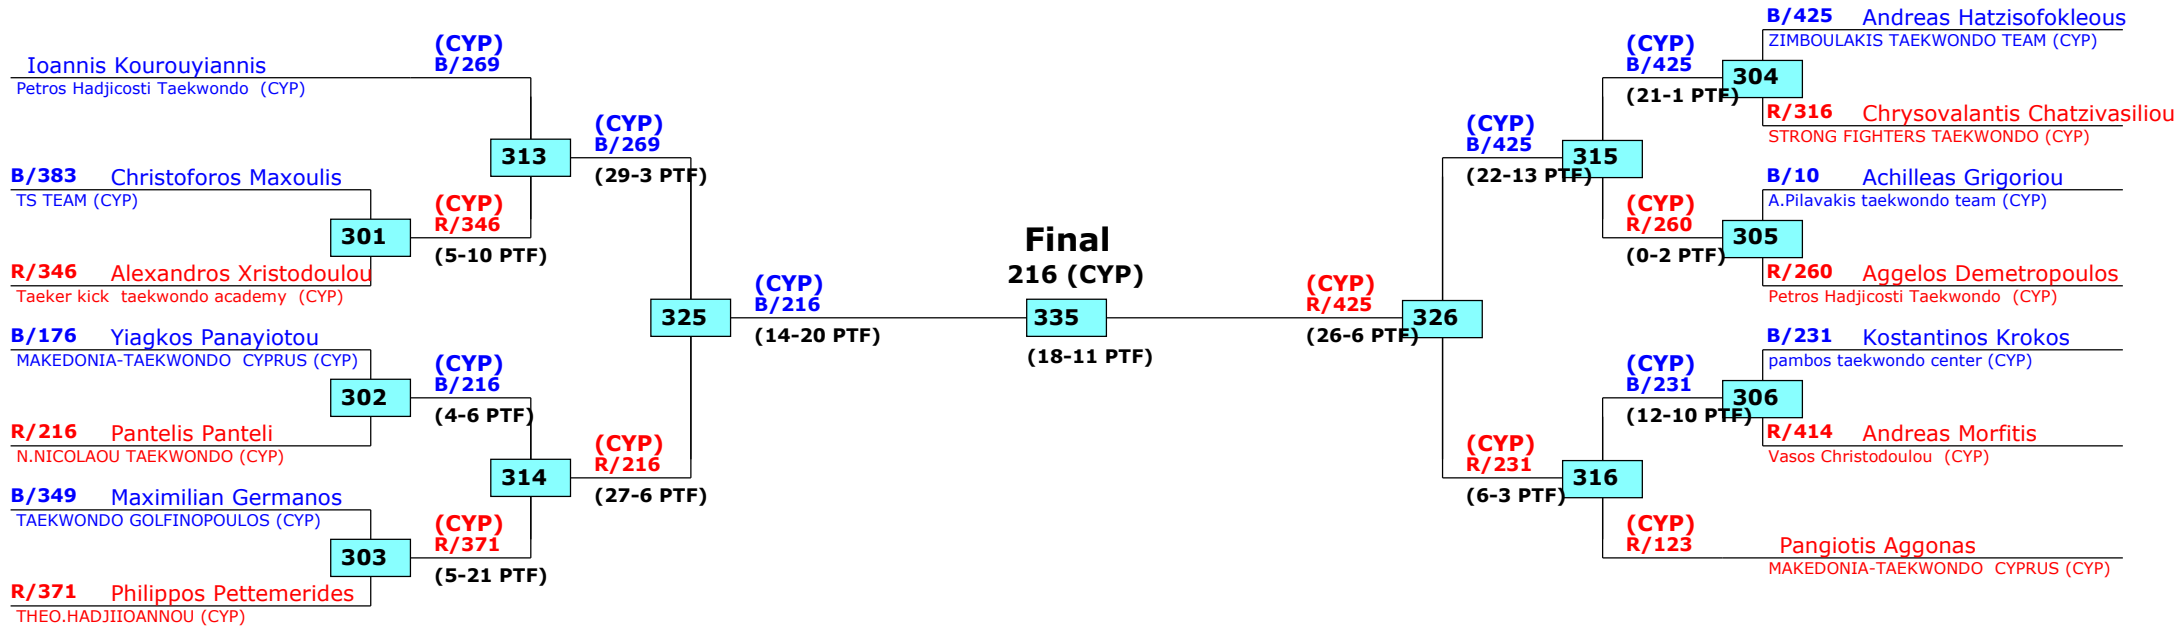 Ioannis Kourouyiannis
Petros Hadjicosti Taekwondo (CYP)
(CYP)
B/269
B/383 Christoforos Maxoulis
TS TEAM (CYP)
301
R/346 Alexandros Xristodoulou
Taeker kick taekwondo academy (CYP)
(CYP)
R/346
(5-10 PTF)
313
(CYP)
B/269
(29-3 PTF)
B/176 Yiagkos Panayiotou
MAKEDONIA-TAEKWONDO CYPRUS (CYP)
302
R/216 Pantelis Panteli
N.NICOLAOU TAEKWONDO (CYP)
(CYP)
B/216
(4-6 PTF)
B/349 Maximilian Germanos
TAEKWONDO GOLFINOPOULOS (CYP)
303
R/371 Philippos Pettemerides
THEO.HADJIIOANNOU (CYP)
(CYP)
R/371
(5-21 PTF)
314
(CYP)
R/216
(27-6 PTF)
325
(CYP)
B/216
(14-20 PTF)
Final
216 (CYP)
335
(18-11 PTF)
(CYP)
R/425
(26-6 PTF)
326
(CYP)
B/425
(22-13 PTF)
315
(CYP)
B/425
(21-1 PTF)
304
B/425 Andreas Hatzisofokleous
ZIMBOULAKIS TAEKWONDO TEAM (CYP)
R/316 Chrysovalantis Chatzivasiliou
STRONG FIGHTERS TAEKWONDO (CYP)
(CYP)
R/260
(0-2 PTF)
305
B/10 Achilleas Grigoriou
A.Pilavakis taekwondo team (CYP)
R/260 Aggelos Demetropoulos
Petros Hadjicosti Taekwondo (CYP)
(CYP)
R/231
(6-3 PTF)
316
(CYP)
B/231
(12-10 PTF)
306
B/231 Kostantinos Krokos
pambos taekwondo center (CYP)
R/414 Andreas Morfitis
Vasos Christodoulou (CYP)
(CYP)
R/123
Pangiotis Aggonas
MAKEDONIA-TAEKWONDO CYPRUS (CYP)